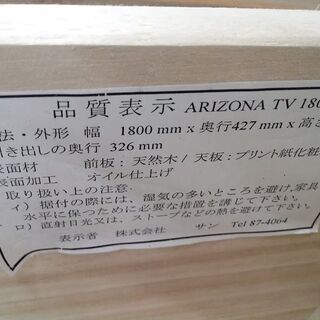 品質表示 ARIZONA TV 180
法・外形 幅 1800 mm x 奥行427 mm x 高さ
引き出しの奥行 326 mm
表面材 前板：天然木 / 天板：プリント紙化粧
表面加工 オイル仕上げ
取り扱い上の注意
イ）据付の際には、湿気の多いところを避け、家具
水平に保つために必要な措置を講じて下さい。
ロ）直射日光又は、ストーブなどの熱を避けて下さい。
表示者 株式会社 サン Tel 87-4064